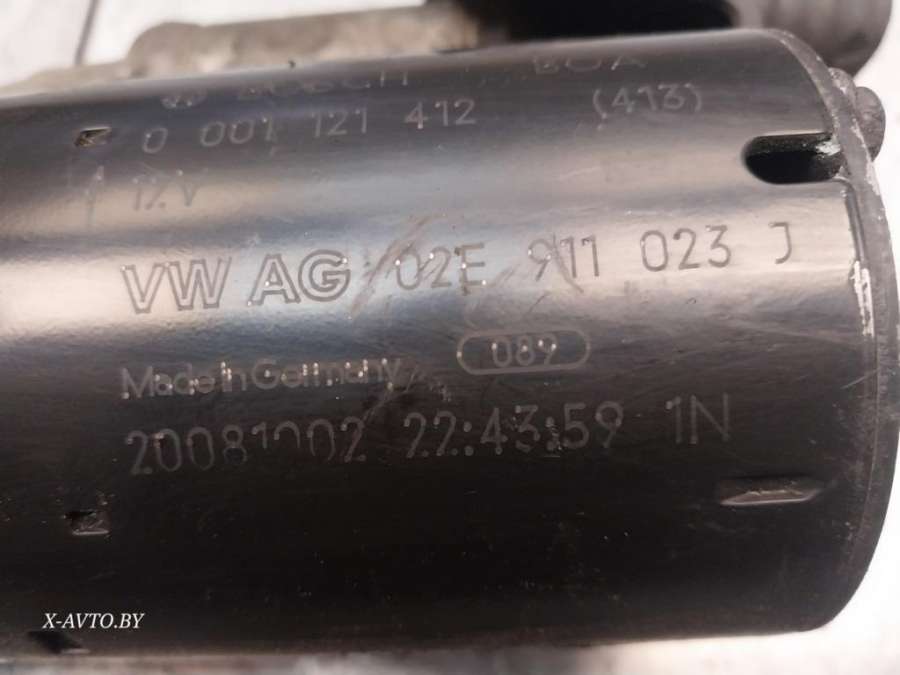 BOSCH
0 001 121 412 (413)
12V
VW AG 02E 911 023 J
Made in Germany 089
20081002 22:43:59 1N
X-AVTO.BY